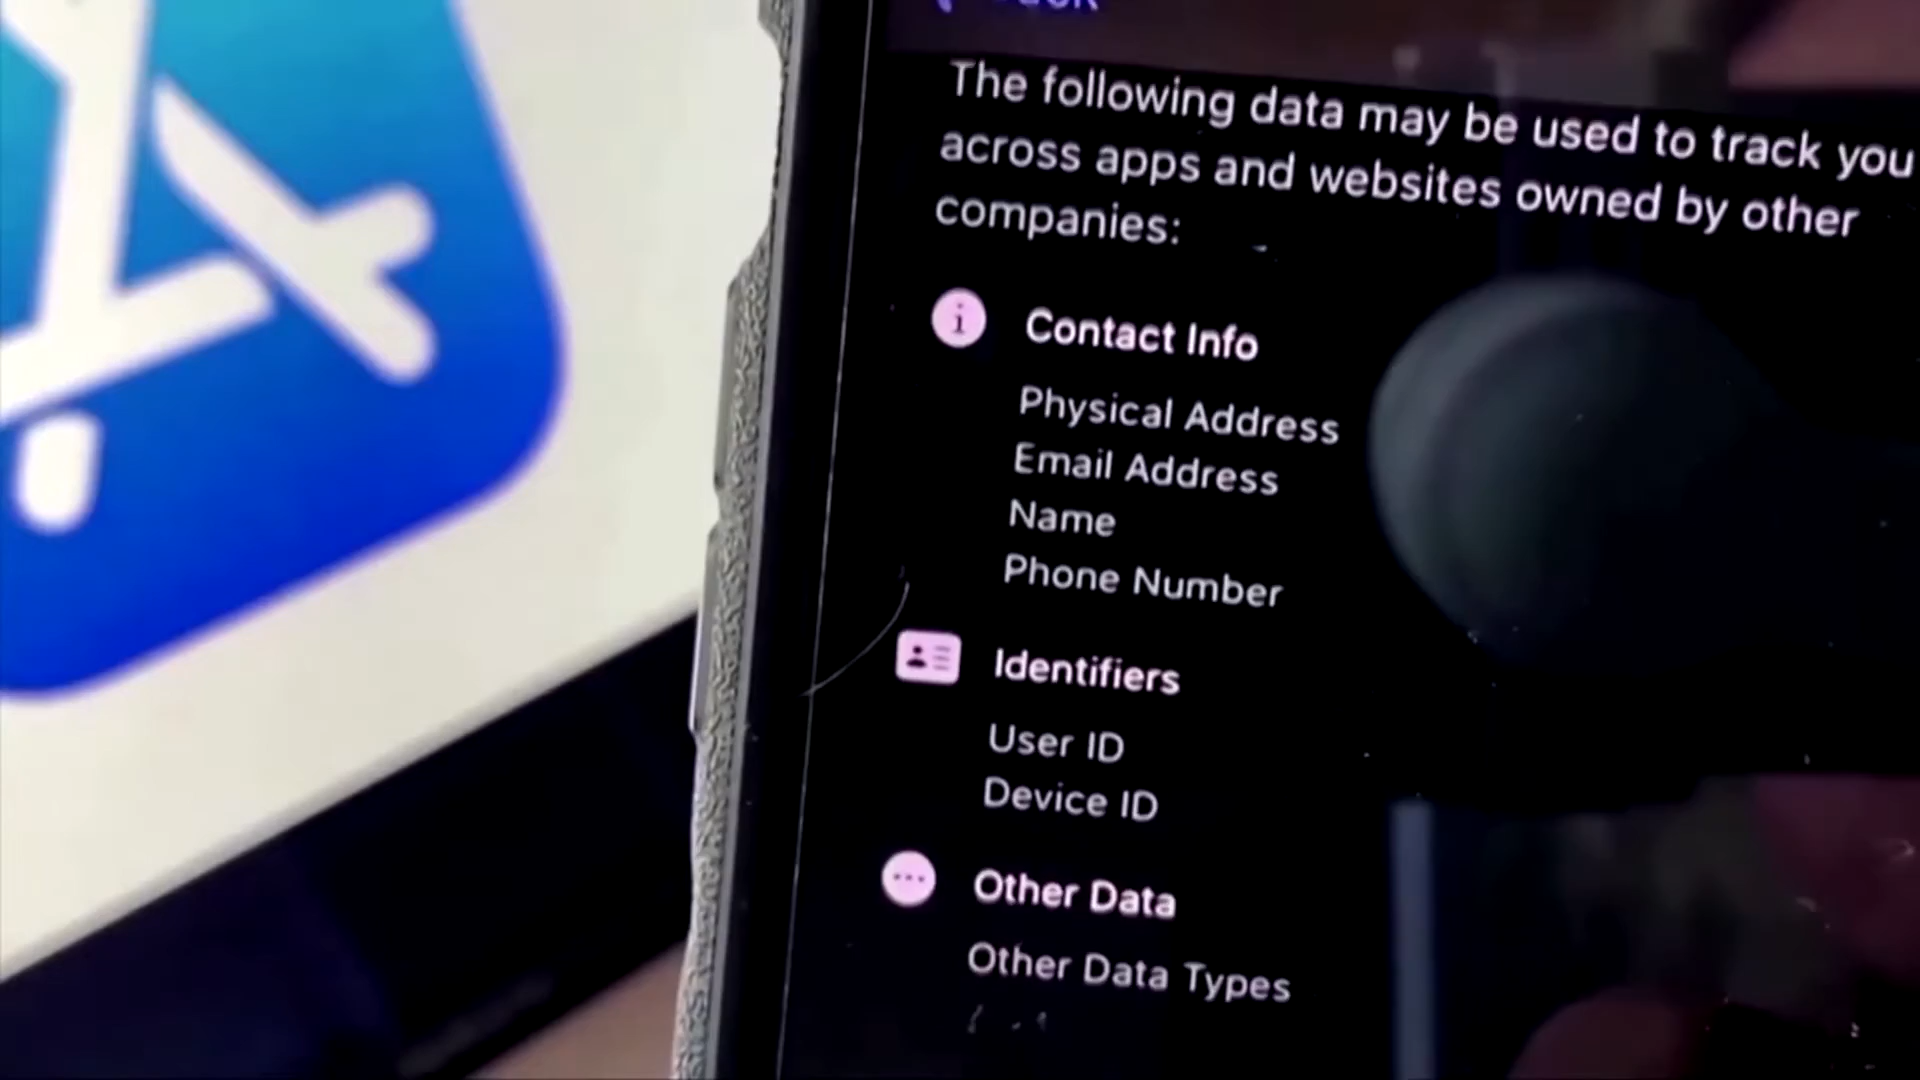 The following data may be used to track you
across apps and websites owned by other
companies:
Contact Info
Physical Address
Email Address
Name
Phone Number
Identifiers
User ID
Device ID
Other Data
Other Data Types